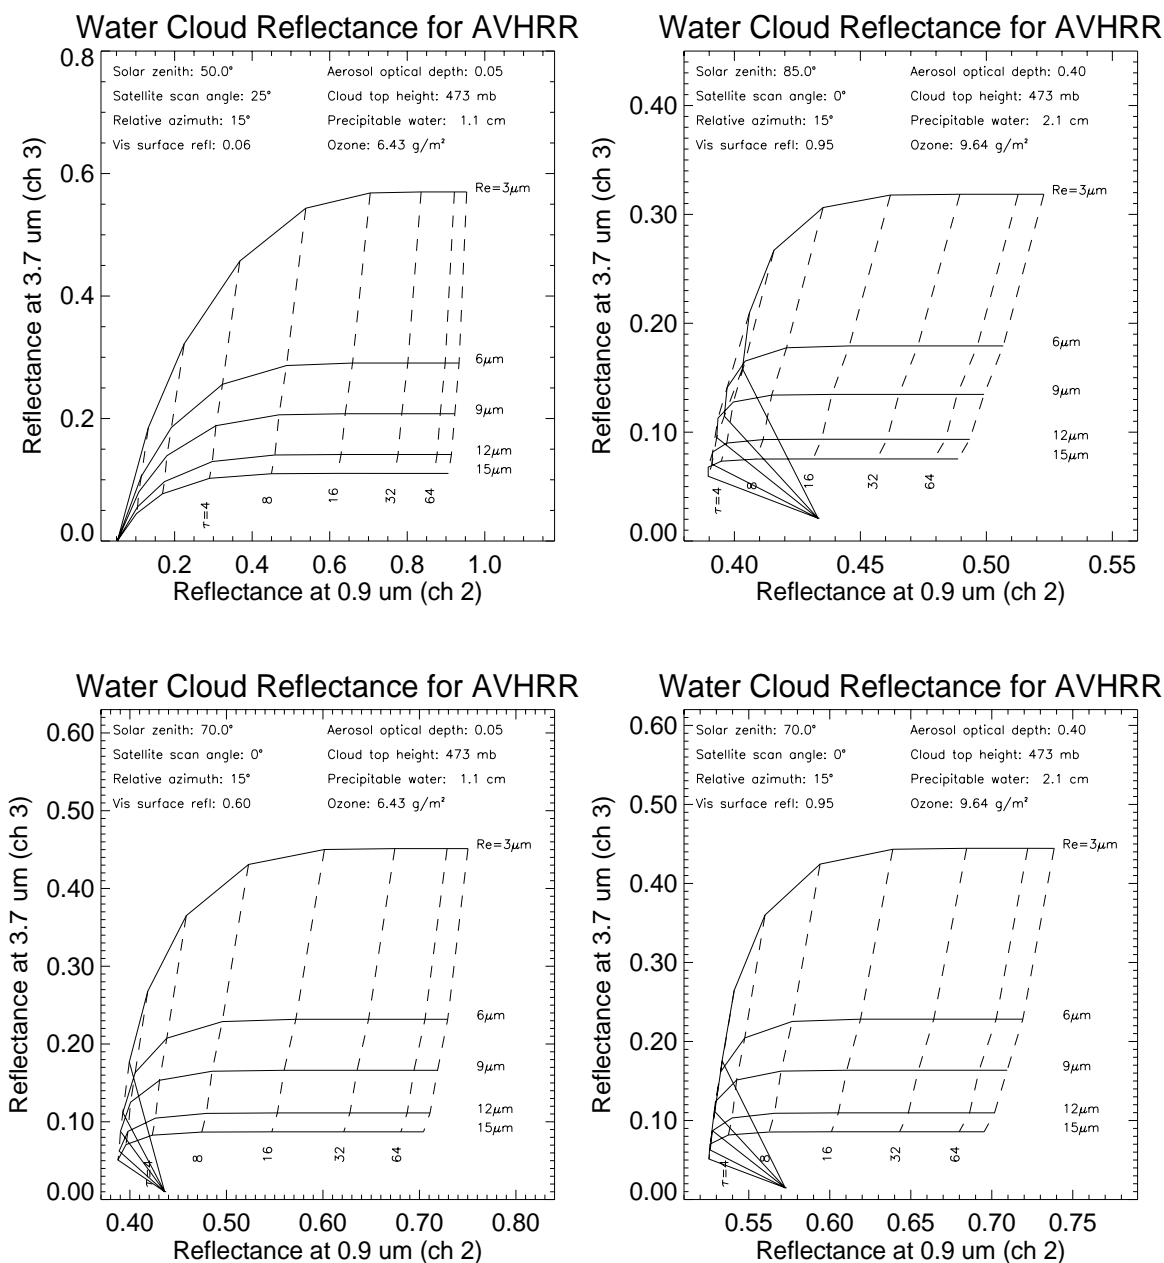 Water Cloud Reflectance for AVHRR
Solar zenith: 50.0° Aerosol optical depth: 0.05
Satellite scan angle: 25° Cloud top height: 473 mb
Relative azimuth: 15° Precipitable water: 1.1 cm
Vis surface refl: 0.06 Ozone: 6.43 g/m²
Reflectance at 3.7 um (ch 3)
0.8
0.6
0.4
0.2
0.0
Re=3μm
6μm
9μm
12μm
15μm
τ=4 8 16 32 64
0.2 0.4 0.6 0.8 1.0
Reflectance at 0.9 um (ch 2)
Water Cloud Reflectance for AVHRR
Solar zenith: 85.0° Aerosol optical depth: 0.40
Satellite scan angle: 0° Cloud top height: 473 mb
Relative azimuth: 15° Precipitable water: 2.1 cm
Vis surface refl: 0.95 Ozone: 9.64 g/m²
Reflectance at 3.7 um (ch 3)
0.40
0.30
0.20
0.10
0.00
Re=3μm
6μm
9μm
12μm
15μm
τ=4 8 16 32 64
0.40 0.45 0.50 0.55
Reflectance at 0.9 um (ch 2)
Water Cloud Reflectance for AVHRR
Solar zenith: 70.0° Aerosol optical depth: 0.05
Satellite scan angle: 0° Cloud top height: 473 mb
Relative azimuth: 15° Precipitable water: 1.1 cm
Vis surface refl: 0.60 Ozone: 6.43 g/m²
Reflectance at 3.7 um (ch 3)
0.60
0.50
0.40
0.30
0.20
0.10
0.00
Re=3μm
6μm
9μm
12μm
15μm
τ=4 8 16 32 64
0.40 0.50 0.60 0.70 0.80
Reflectance at 0.9 um (ch 2)
Water Cloud Reflectance for AVHRR
Solar zenith: 70.0° Aerosol optical depth: 0.40
Satellite scan angle: 0° Cloud top height: 473 mb
Relative azimuth: 15° Precipitable water: 2.1 cm
Vis surface refl: 0.95 Ozone: 9.64 g/m²
Reflectance at 3.7 um (ch 3)
0.60
0.50
0.40
0.30
0.20
0.10
0.00
Re=3μm
6μm
9μm
12μm
15μm
τ=4 8 16 32 64
0.55 0.60 0.65 0.70 0.75
Reflectance at 0.9 um (ch 2)